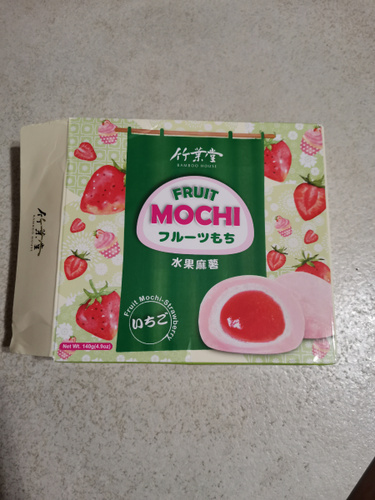 竹葉堂
BAMBOO HOUSE
FRUIT
MOCHI
フルーツもち
水果麻薯
Fruit Mochi-Strawberry
いちご
Net Wt. 140g(4.9oz)
竹葉堂